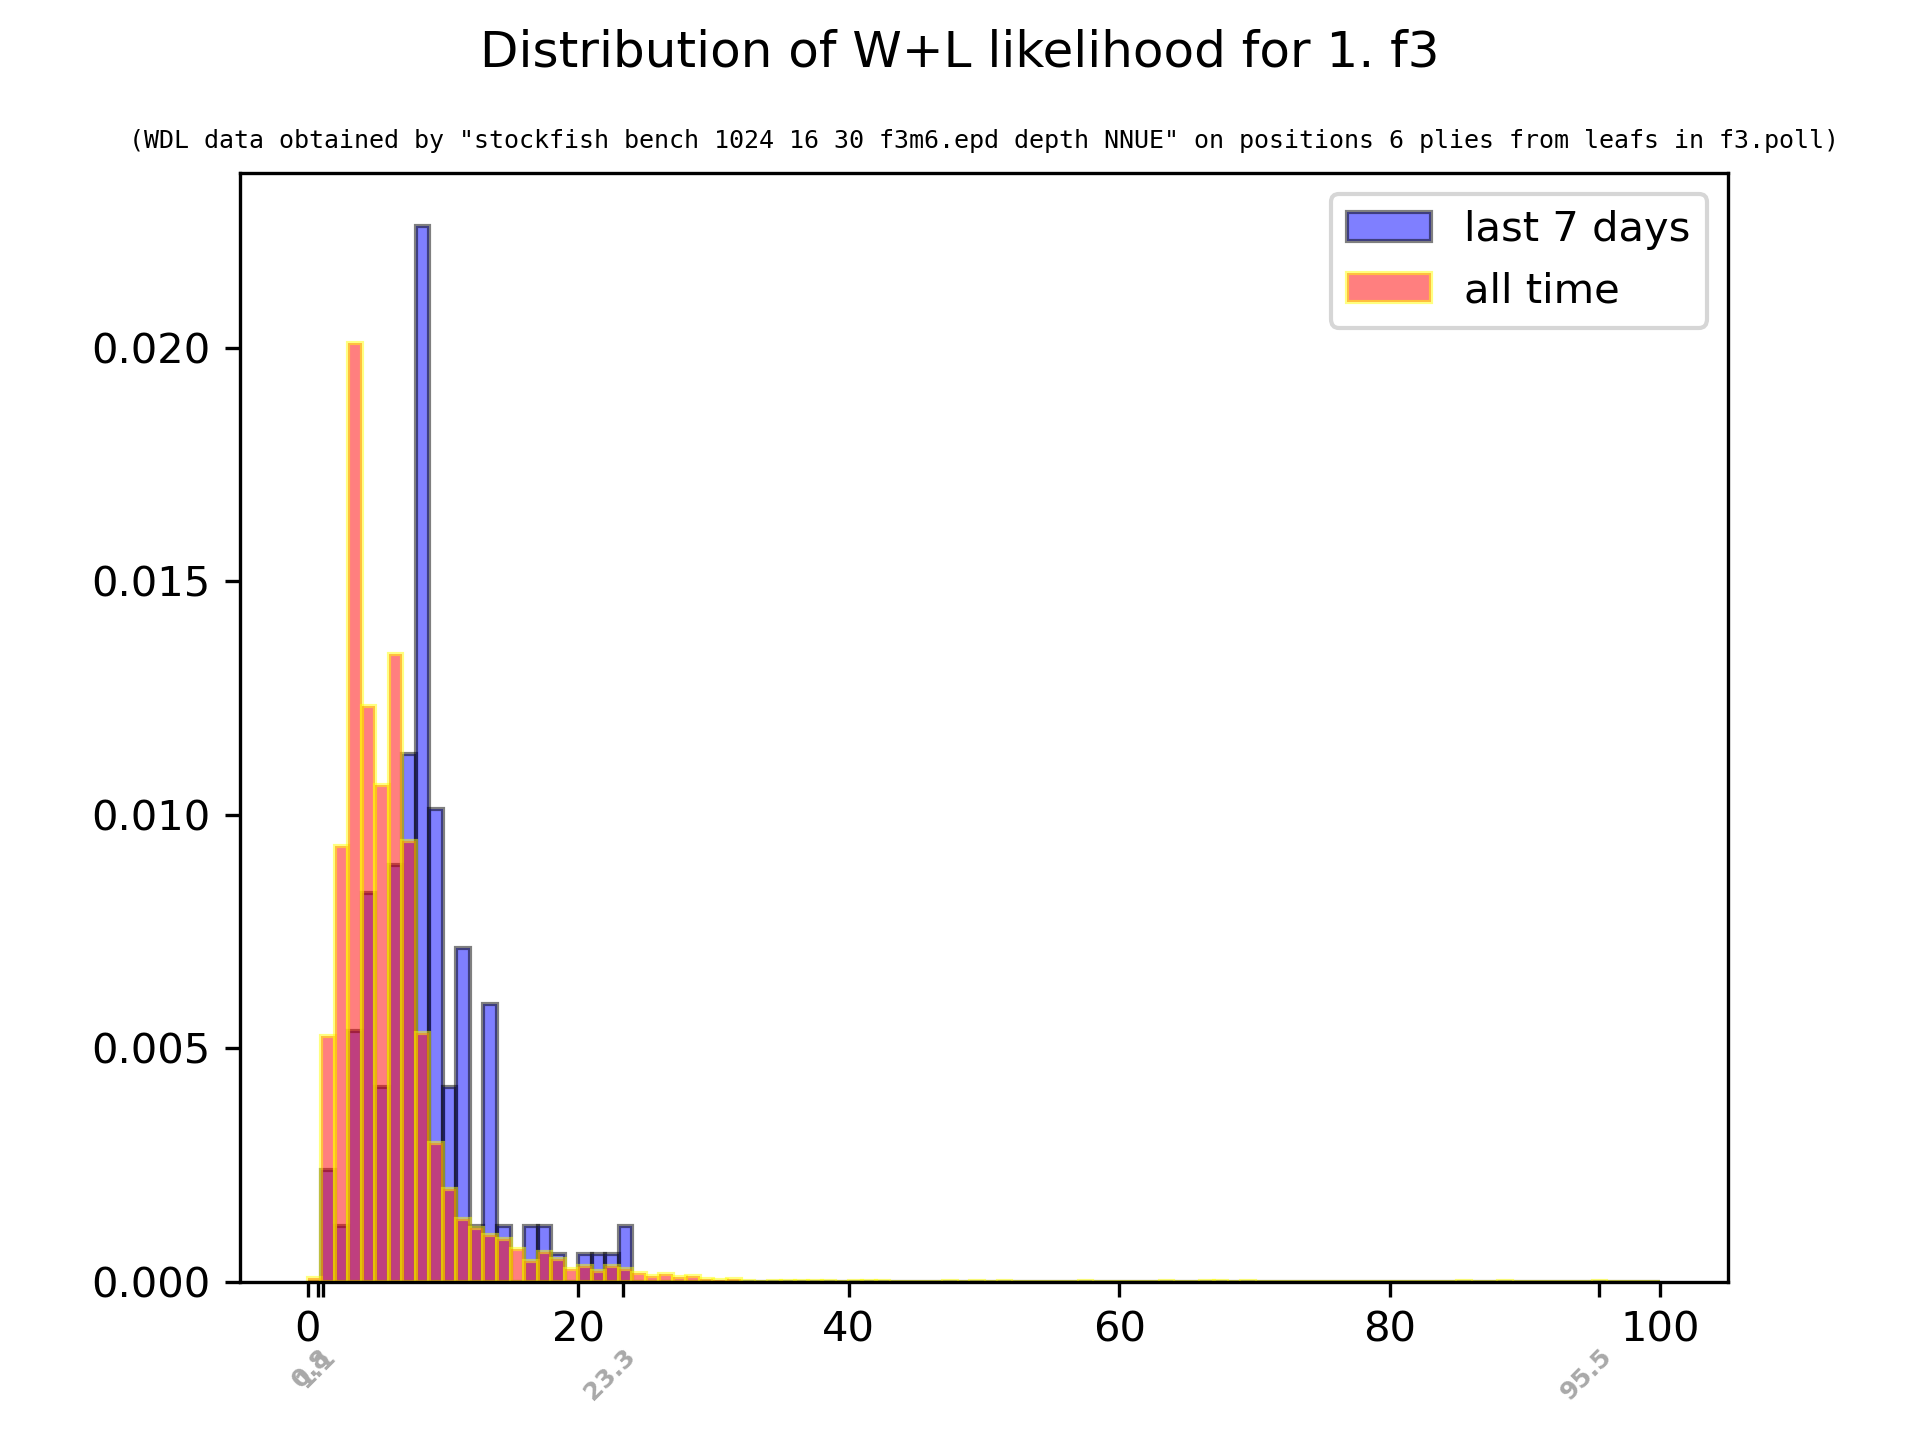 Distribution of W+L likelihood for 1. f3
(WDL data obtained by "stockfish bench 1024 16 30 f3m6.epd depth NNUE" on positions 6 plies from leafs in f3.poll)
last 7 days
all time
0.020
0.015
0.010
0.005
0.000
0 20 40 60 80 100
23.3 95.5